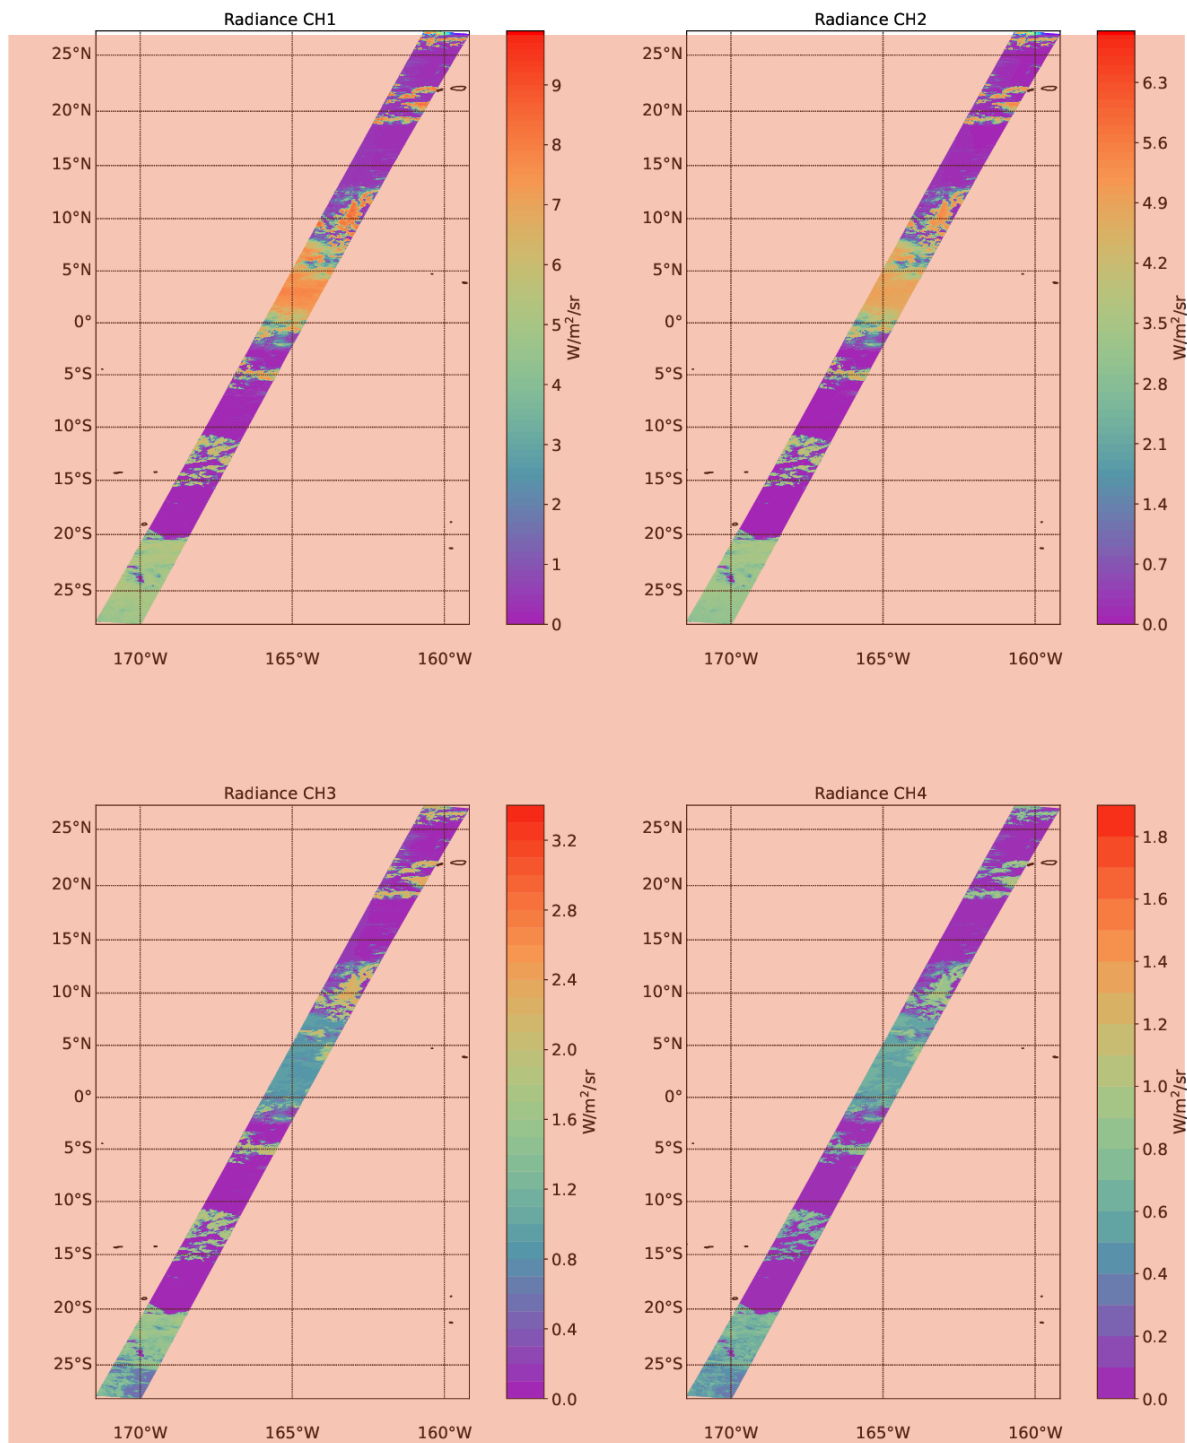 Radiance CH1
25°N
20°N
15°N
10°N
5°N
0°
5°S
10°S
15°S
20°S
25°S
170°W 165°W 160°W
9
8
7
6
5
4
3
2
1
0
W/m²/sr
Radiance CH2
25°N
20°N
15°N
10°N
5°N
0°
5°S
10°S
15°S
20°S
25°S
170°W 165°W 160°W
6.3
5.6
4.9
4.2
3.5
2.8
2.1
1.4
0.7
0.0
W/m²/sr
Radiance CH3
25°N
20°N
15°N
10°N
5°N
0°
5°S
10°S
15°S
20°S
25°S
170°W 165°W 160°W
3.2
2.8
2.4
2.0
1.6
1.2
0.8
0.4
0.0
W/m²/sr
Radiance CH4
25°N
20°N
15°N
10°N
5°N
0°
5°S
10°S
15°S
20°S
25°S
170°W 165°W 160°W
1.8
1.6
1.4
1.2
1.0
0.8
0.6
0.4
0.2
0.0
W/m²/sr